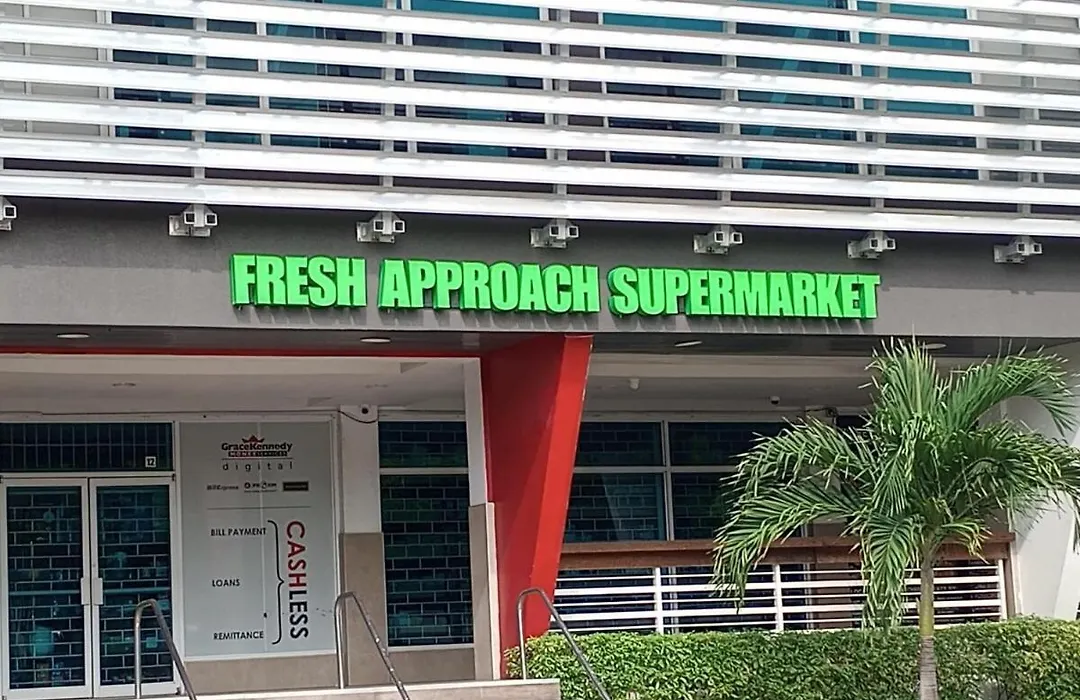 FRESH APPROACH SUPERMARKET
12
GraceKennedy
MONEY SERVICES
digital
BILL PAYMENT
LOANS
REMITTANCE
CASHLESS